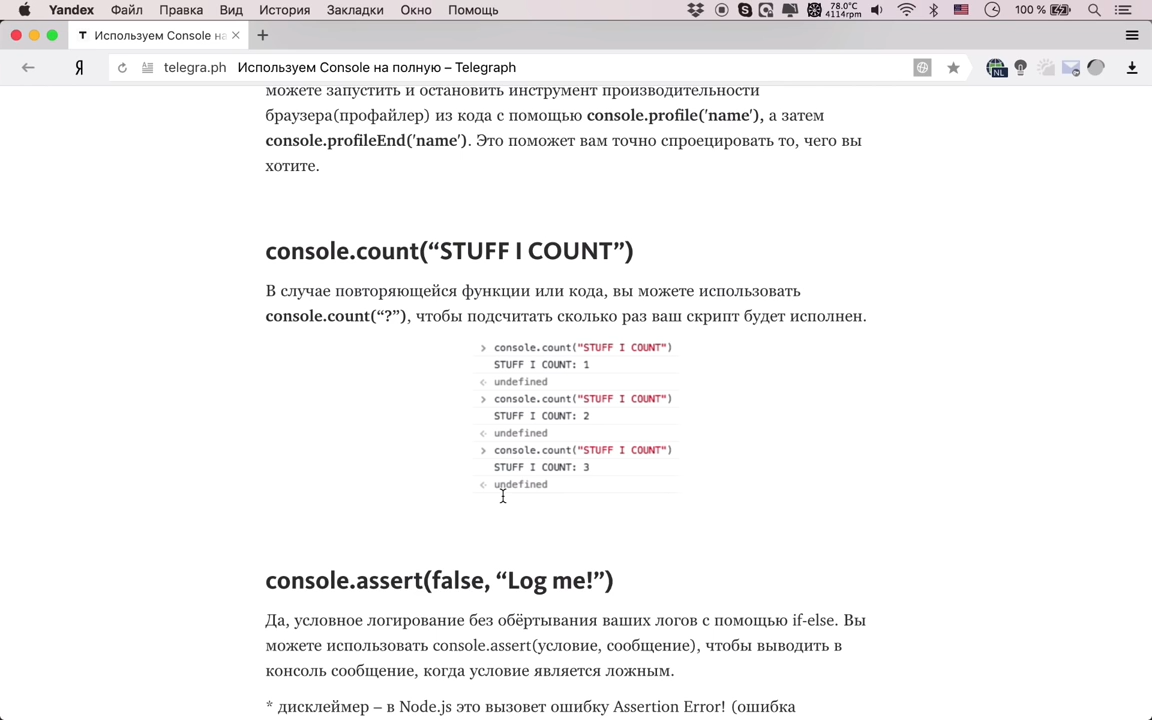 Yandex Файл Правка Вид История Закладки Окно Помощь 78.0°C 4114rpm 100 %
Используем Console на
telegra.ph Используем Console на полную – Telegraph NL
можете запустить и остановить инструмент производительности
браузера(профайлер) из кода с помощью console.profile('name'), а затем
console.profileEnd('name'). Это поможет вам точно спроецировать то, чего вы
хотите.
console.count(“STUFF I COUNT”)
В случае повторяющейся функции или кода, вы можете использовать
console.count(“?”), чтобы подсчитать сколько раз ваш скрипт будет исполнен.
> console.count("STUFF I COUNT")
STUFF I COUNT: 1
undefined
> console.count("STUFF I COUNT")
STUFF I COUNT: 2
undefined
> console.count("STUFF I COUNT")
STUFF I COUNT: 3
undefined
console.assert(false, “Log me!”)
Да, условное логирование без обёртывания ваших логов с помощью if-else. Вы
можете использовать console.assert(условие, сообщение), чтобы выводить в
консоль сообщение, когда условие является ложным.
* дисклеймер – в Node.js это вызовет ошибку Assertion Error! (ошибка